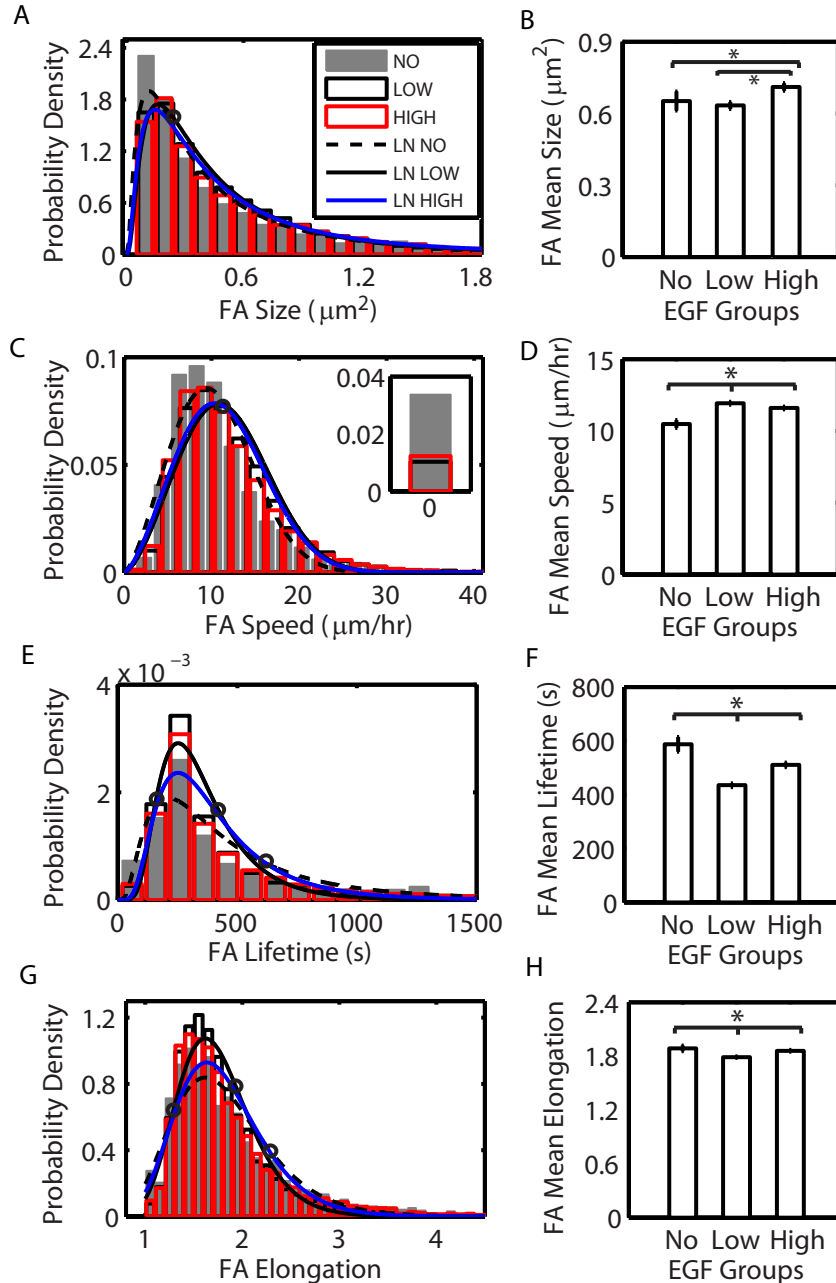 A
Probability Density
2.4
1.8
1.2
0.6
0
0 0.6 1.2 1.8
FA Size (μm²)
NO
LOW
HIGH
LN NO
LN LOW
LN HIGH
B
FA Mean Size (μm²)
0.9
0.6
0.3
0
*
*
No Low High
EGF Groups
C
Probability Density
0.1
0.05
0
0 10 20 30 40
FA Speed (μm/hr)
0.04
0.02
0
0
D
FA Mean Speed (μm/hr)
15
10
5
0
*
No Low High
EGF Groups
E
x 10⁻³
Probability Density
4
2
0
0 500 1000 1500
FA Lifetime (s)
F
FA Mean Lifetime (s)
800
600
400
200
0
*
No Low High
EGF Groups
G
Probability Density
1.2
0.8
0.4
0
1 2 3 4
FA Elongation
H
FA Mean Elongation
2.4
1.8
1.2
0.6
0
*
No Low High
EGF Groups